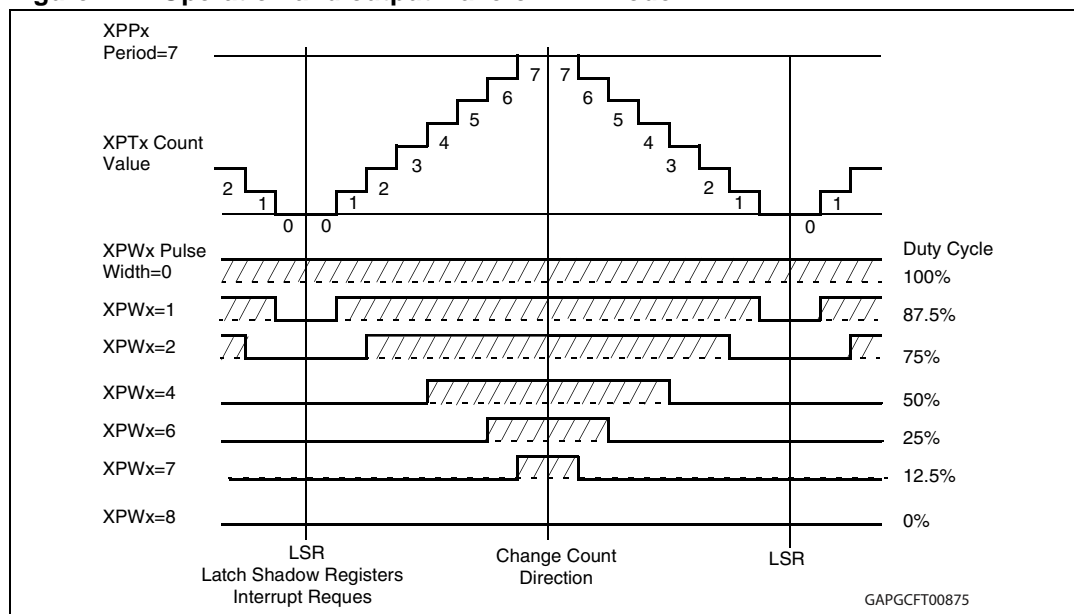 XPPx
Period=7
7 7
6 6
5 5
4 4
XPTx Count
Value
3 3
2 2 2
1 1 1 1
0 0 0
XPWx Pulse
Width=0
Duty Cycle
100%
XPWx=1
87.5%
XPWx=2
75%
XPWx=4
50%
XPWx=6
25%
XPWx=7
12.5%
XPWx=8
0%
LSR
Latch Shadow Registers
Interrupt Reques
Change Count
Direction
LSR
GAPGCFT00875